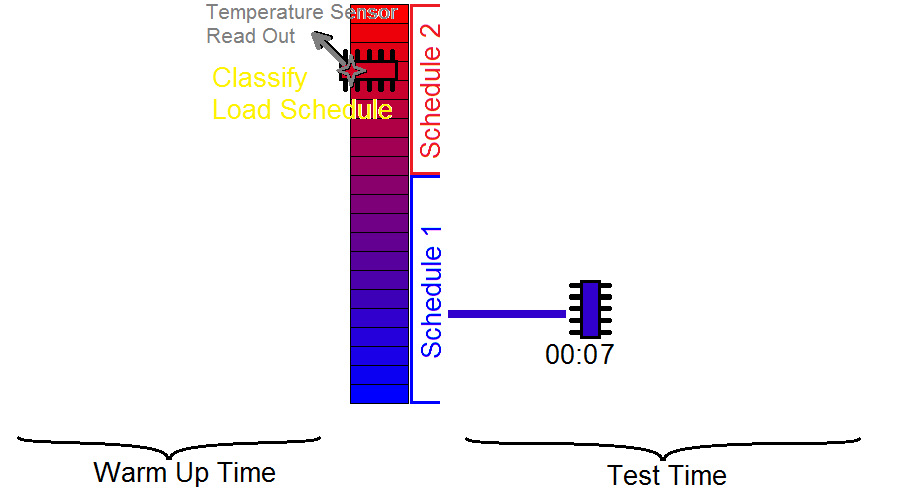 Temperature Sensor
Read Out
Classify
Load Schedule
Schedule 2
Schedule 1
00:07
Warm Up Time
Test Time